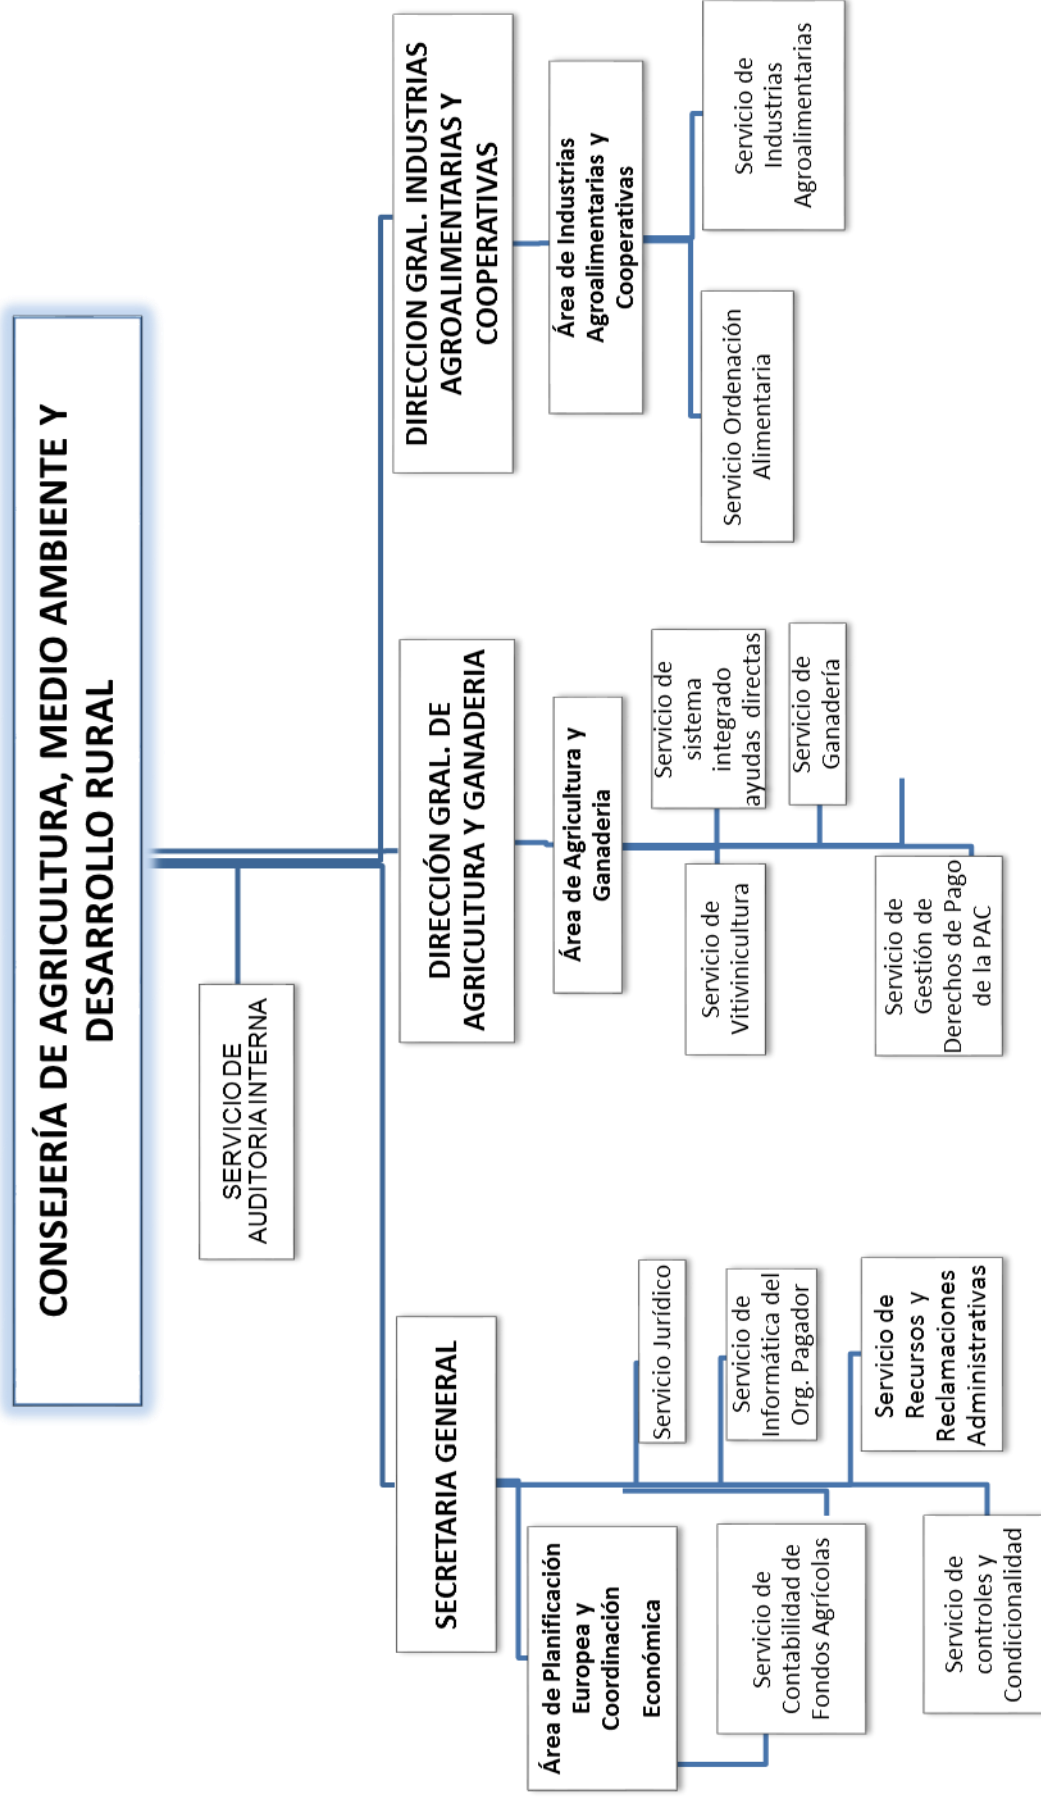 CONSEJERÍA DE AGRICULTURA, MEDIO AMBIENTE Y
DESARROLLO RURAL
SERVICIO DE
AUDITORIA INTERNA
SECRETARIA GENERAL
Área de Planificación
Europea y
Coordinación
Económica
Servicio Jurídico
Servicio de
Informática del
Org. Pagador
Servicio de
Contabilidad de
Fondos Agrícolas
Servicio de
Recursos y
Reclamaciones
Administrativas
Servicio de
controles y
Condicionalidad
DIRECCIÓN GRAL. DE
AGRICULTURA Y GANADERIA
Área de Agricultura y
Ganaderia
Servicio de
Vitivinicultura
Servicio de
sistema
integrado
ayudas directas
Servicio de
Ganadería
Servicio de
Gestión de
Derechos de Pago
de la PAC
DIRECCION GRAL. INDUSTRIAS
AGROALIMENTARIAS Y
COOPERATIVAS
Área de Industrias
Agroalimentarias y
Cooperativas
Servicio Ordenación
Alimentaria
Servicio de
Industrias
Agroalimentarias